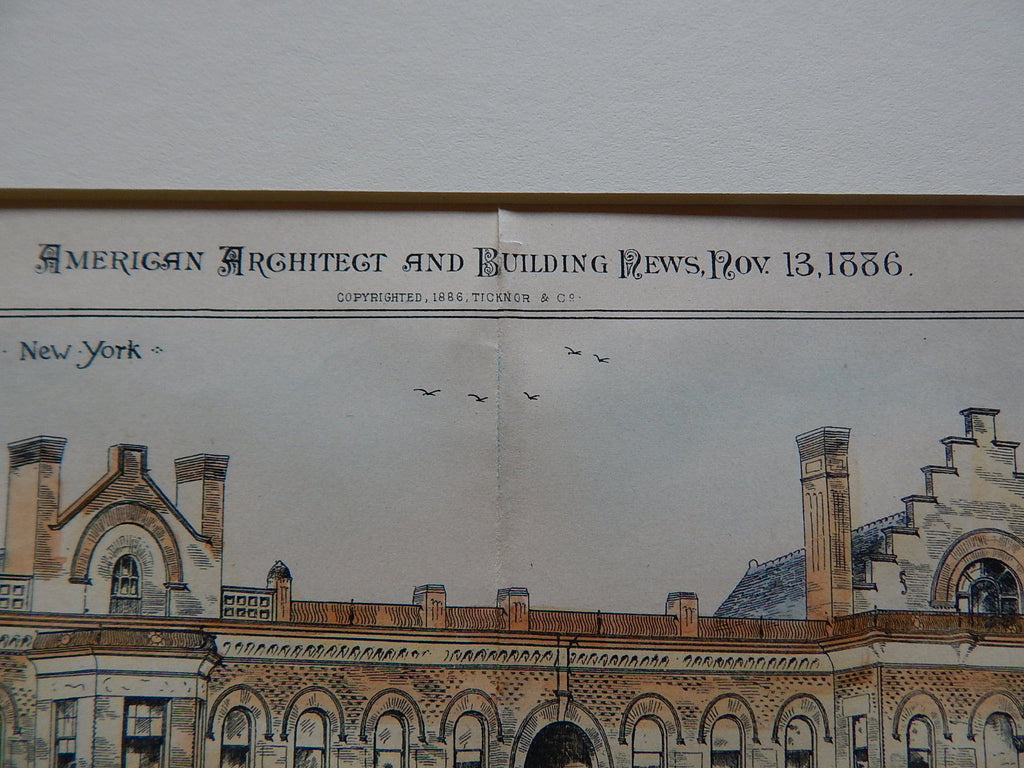 American Architect and Building News, Nov. 13, 1886.
COPYRIGHTED, 1886, TICKNOR & Co.
New York